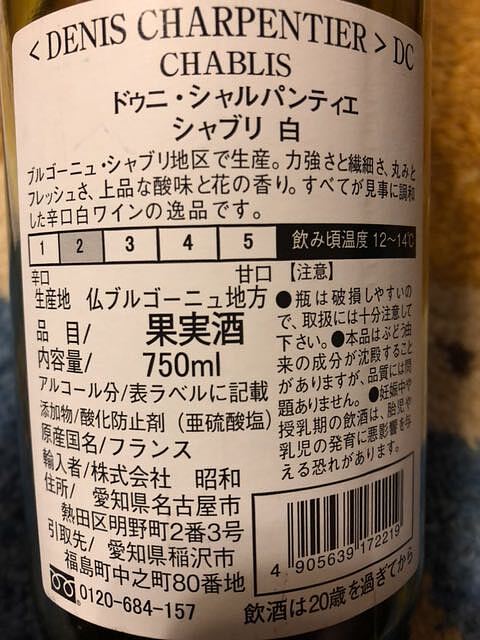 < DENIS CHARPENTIER > DC
CHABLIS
ドゥニ・シャルパンティエ
シャブリ 白
ブルゴーニュ・シャブリ地区で生産。力強さと繊細さ、丸みと
フレッシュさ、上品な酸味と花の香り。すべてが見事に調和
した辛口白ワインの逸品です。
1 2 3 4 5 飲み頃温度 12～14℃
辛口 甘口
生産地 仏ブルゴーニュ地方
品 目/ 果実酒
内容量/ 750ml
アルコール分/表ラベルに記載
添加物/酸化防止剤（亜硫酸塩）
原産国名/フランス
輸入者/株式会社 昭和
住所/ 愛知県名古屋市
熱田区明野町2番3号
引取先/ 愛知県稲沢市
福島町中之町80番地
0120-684-157
【注意】
●瓶は破損しやすいの
で、取扱には十分注意して
下さい。●本品はぶどう由
来の成分が沈殿すること
がありますが、品質には問
題ありません。●妊娠中や
授乳期の飲酒は、胎児や
乳児の発育に悪影響を与
える恐れがあります。
4 905639 172219
飲酒は20歳を過ぎてから